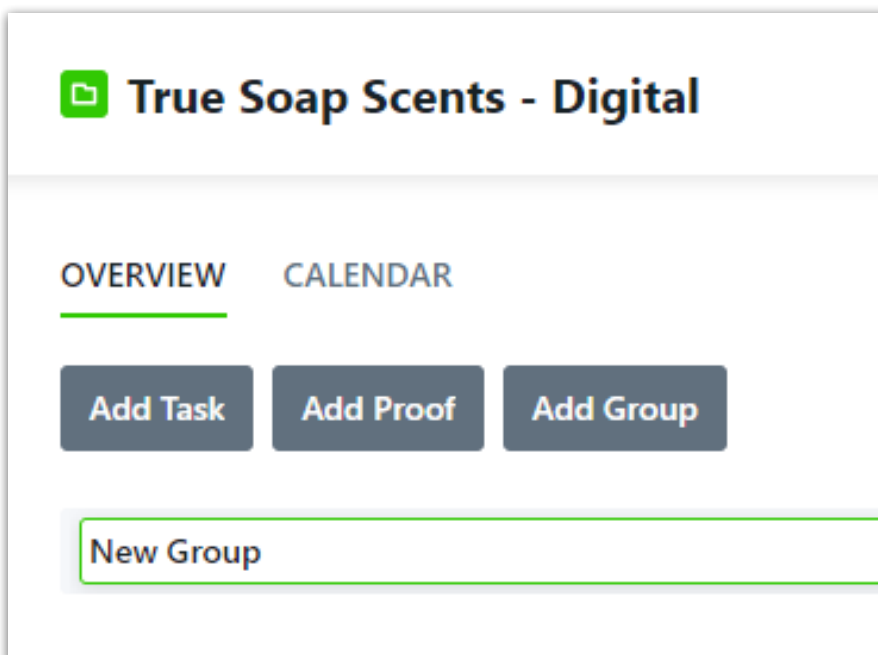 True Soap Scents - Digital
OVERVIEW CALENDAR
Add Task Add Proof Add Group
New Group